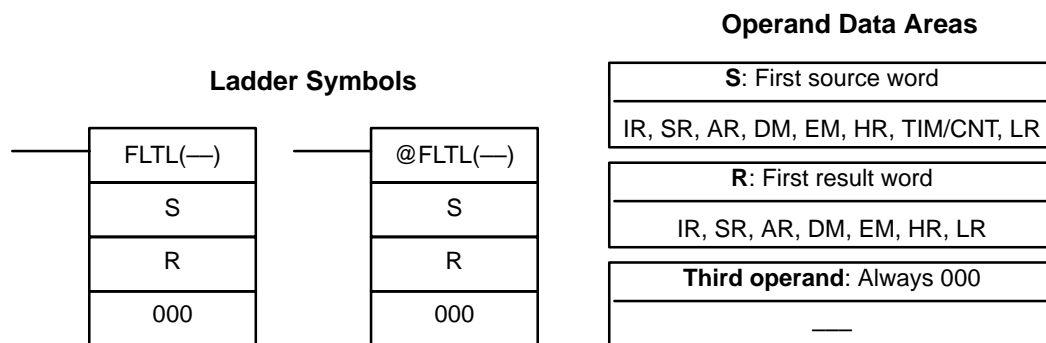 Ladder Symbols
FLTL(––)
S
R
000
@FLTL(––)
S
R
000
Operand Data Areas
S: First source word
IR, SR, AR, DM, EM, HR, TIM/CNT, LR
R: First result word
IR, SR, AR, DM, EM, HR, LR
Third operand: Always 000
–––